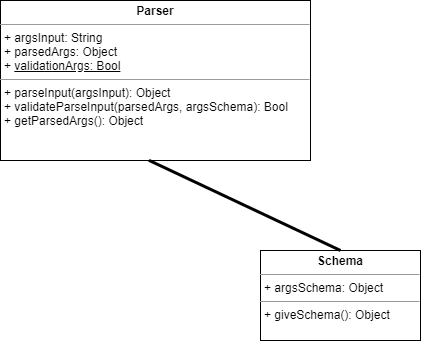 Parser
+ argsInput: String
+ parsedArgs: Object
+ validationArgs: Bool
+ parseInput(argsInput): Object
+ validateParseInput(parsedArgs, argsSchema): Bool
+ getParsedArgs(): Object
Schema
+ argsSchema: Object
+ giveSchema(): Object